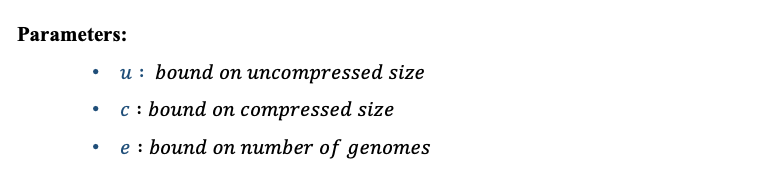 Parameters:
• u : bound on uncompressed size
• c : bound on compressed size
• e : bound on number of genomes